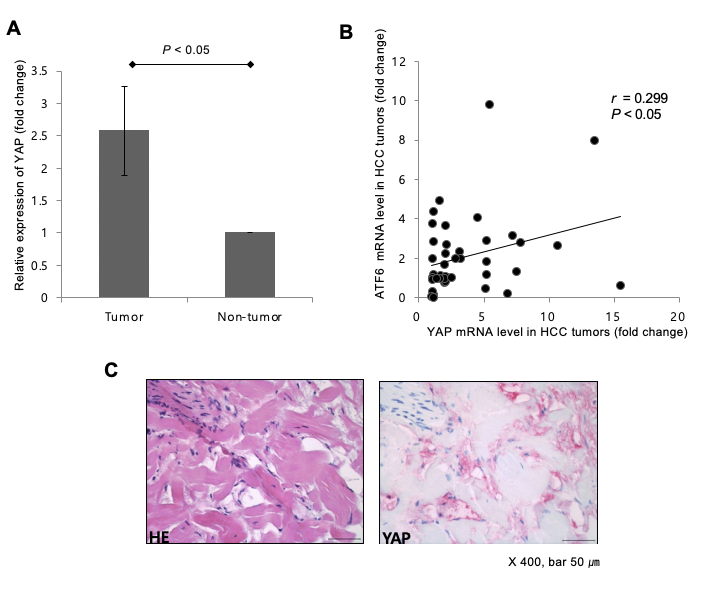 A
P < 0.05
Relative expression of YAP (fold change)
3.5
3
2.5
2
1.5
1
0.5
0
Tumor
Non-tumor
B
ATF6 mRNA level in HCC tumors (fold change)
12
10
8
6
4
2
0
r = 0.299
P < 0.05
0
5
10
15
20
YAP mRNA level in HCC tumors (fold change)
C
HE
YAP
X 400, bar 50 ㎛